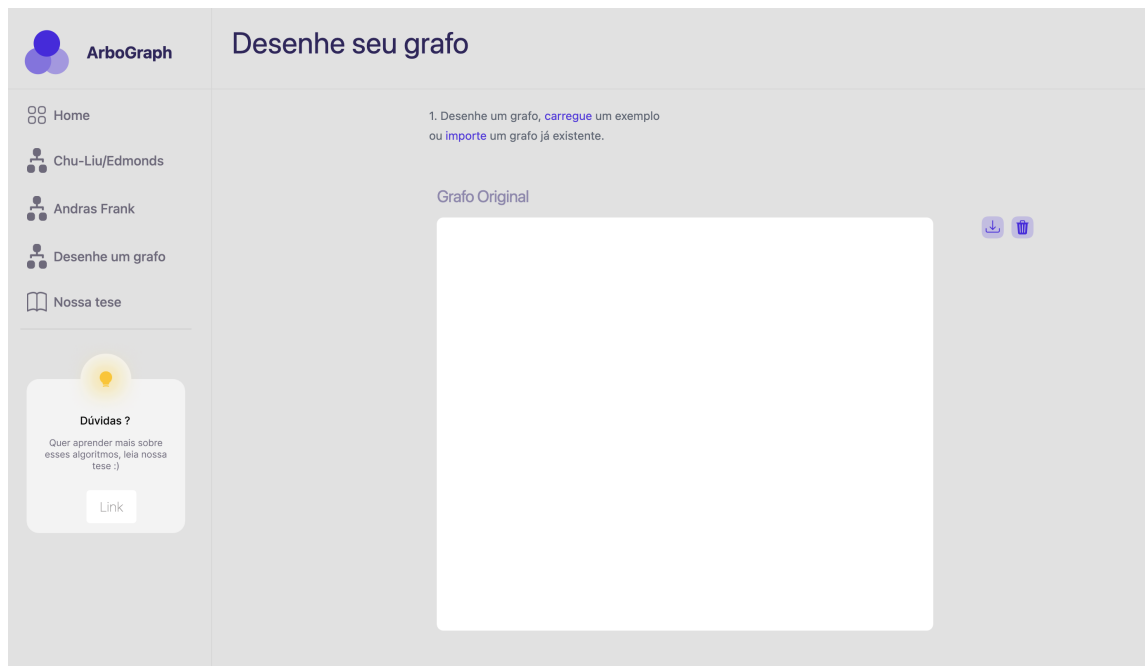 ArboGraph
Home
Chu-Liu/Edmonds
Andras Frank
Desenhe um grafo
Nossa tese
Dúvidas ?
Quer aprender mais sobre
esses algoritmos, leia nossa
tese :)
Link
Desenhe seu grafo
1. Desenhe um grafo, carregue um exemplo
ou importe um grafo já existente.
Grafo Original